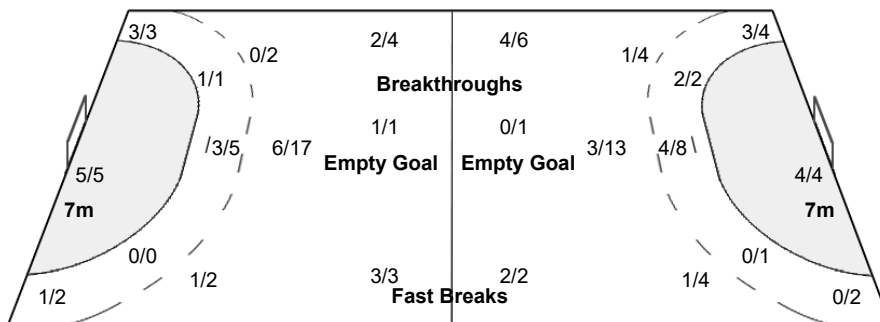 3/3 2/4 4/6 3/4
0/2 1/4
1/1 Breakthroughs 2/2
1/1 0/1
3/5 6/17 3/13 4/8
Empty Goal Empty Goal
5/5 4/4
7m 7m
0/0 0/1
1/2 3/3 2/2 1/4
1/2 Fast Breaks 0/2